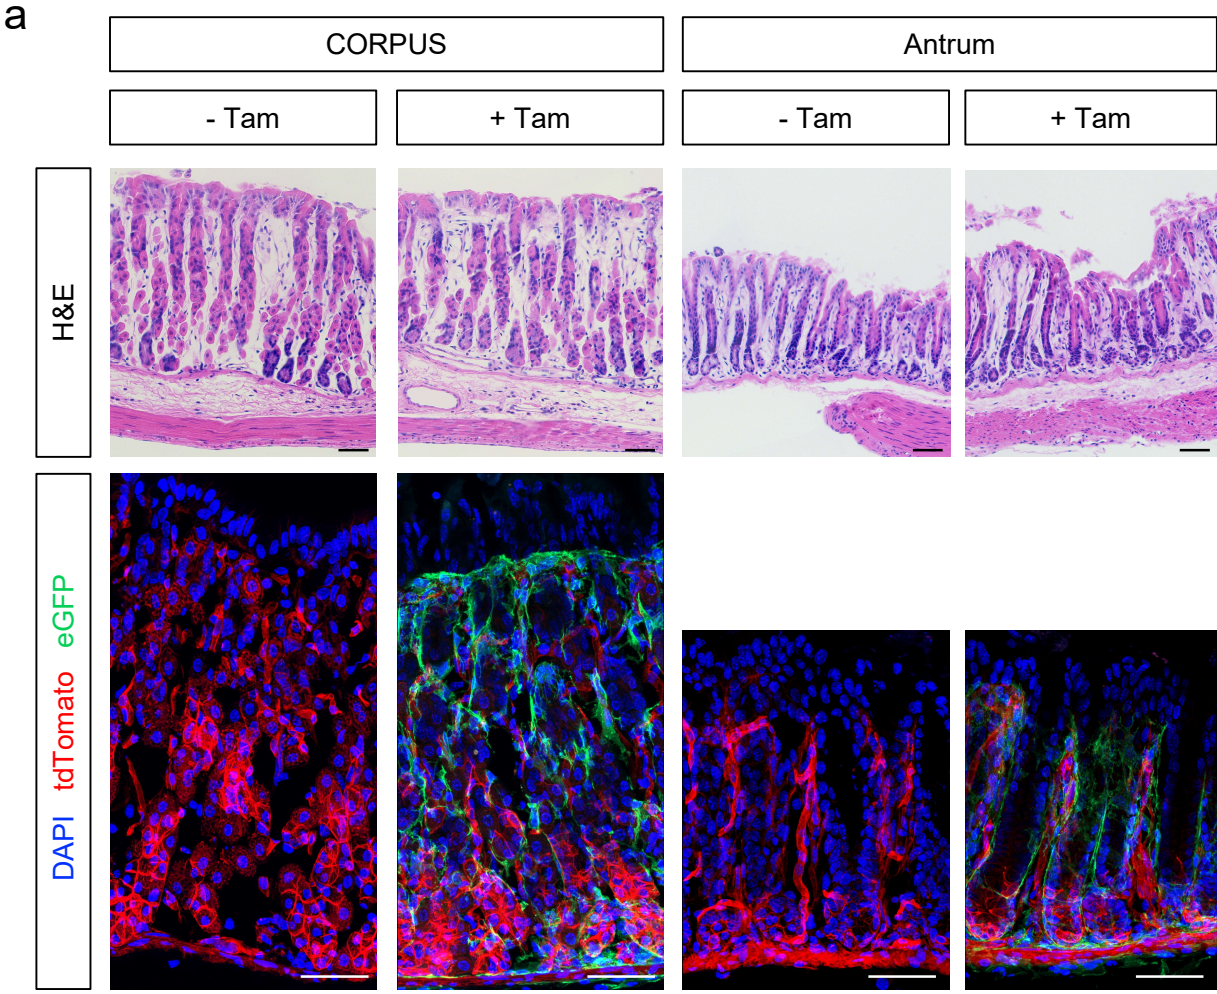 a
CORPUS
Antrum
- Tam
+ Tam
- Tam
+ Tam
H&E
DAPI tdTomato eGFP